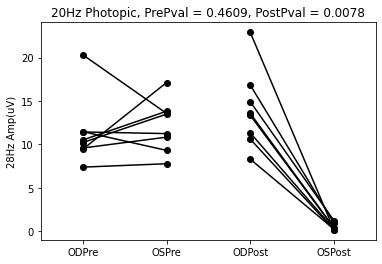 20Hz Photopic, PrePval = 0.4609, PostPval = 0.0078
28Hz Amp(uV)
20
15
10
5
0
ODPre OSPre ODPost OSPost